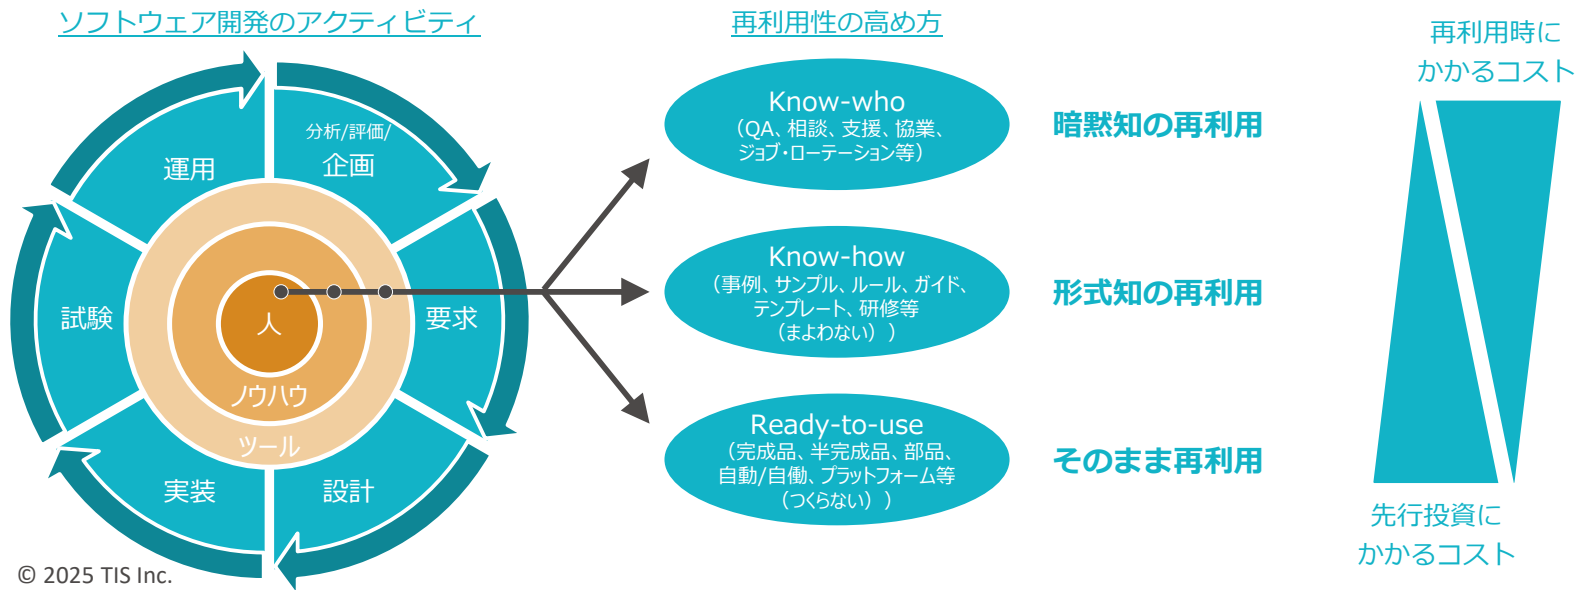 ソフトウェア開発のアクティビティ
再利用性の高め方
再利用時に
かかるコスト
分析/評価/
企画
運用
試験
要求
実装
設計
人
ノウハウ
ツール
Know-who
（QA、相談、支援、協業、
ジョブ・ローテーション等）
暗黙知の再利用
Know-how
（事例、サンプル、ルール、ガイド、
テンプレート、研修等
（まよわない））
形式知の再利用
Ready-to-use
（完成品、半完成品、部品、
自動/自働、プラットフォーム等
（つくらない））
そのまま再利用
先行投資に
かかるコスト
© 2025 TIS Inc.